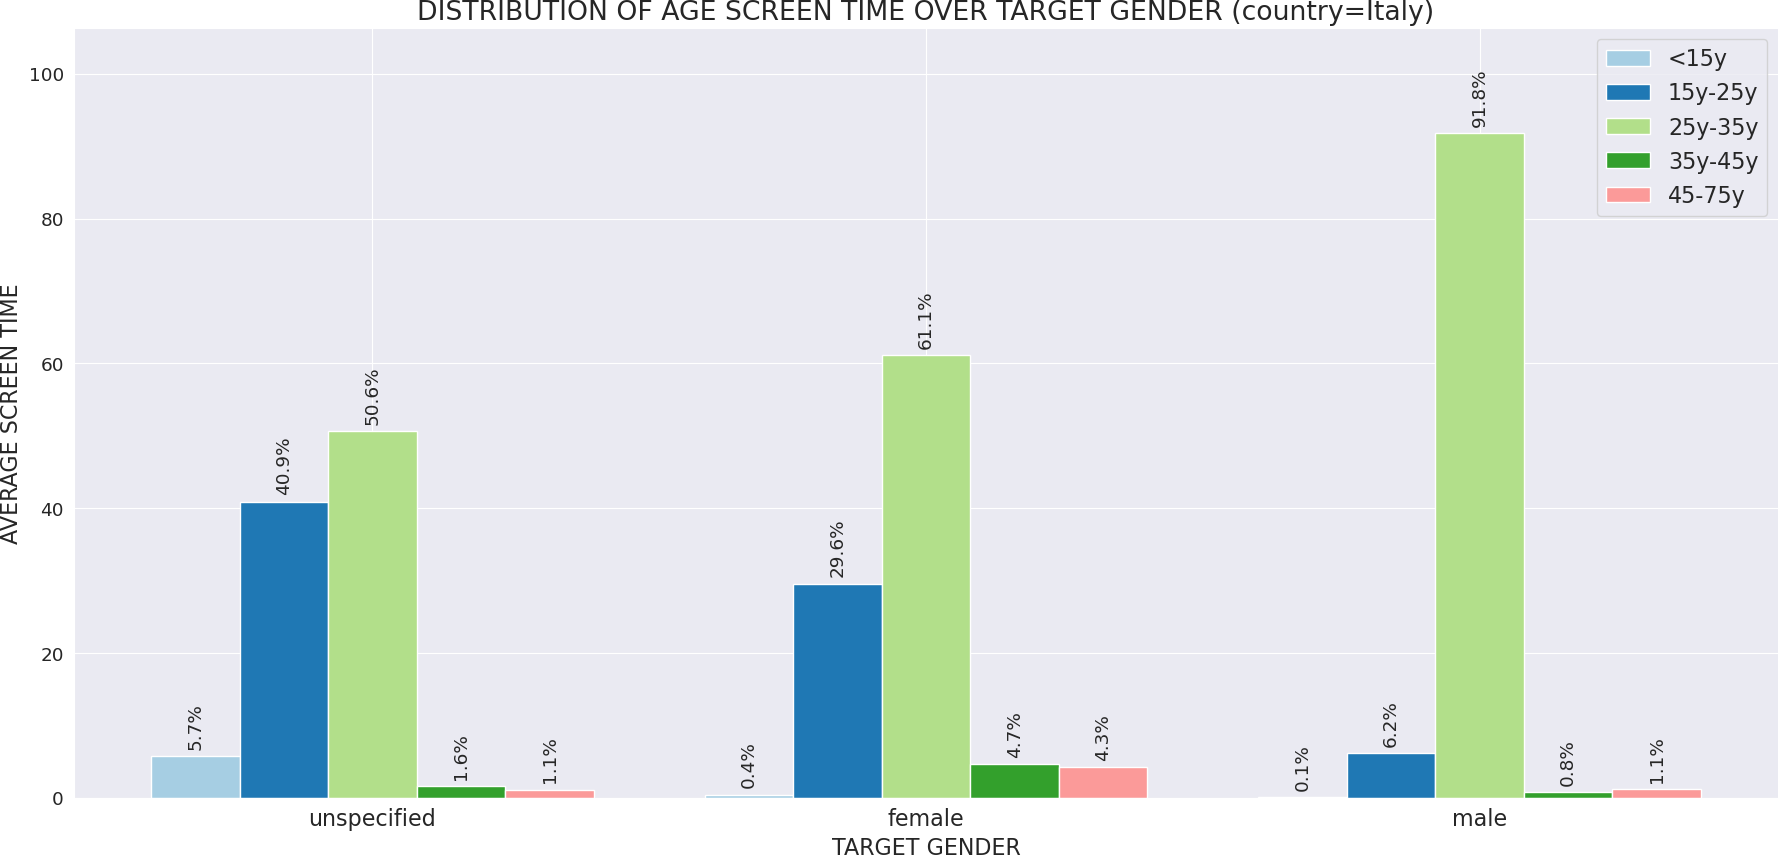 DISTRIBUTION OF AGE SCREEN TIME OVER TARGET GENDER (country=Italy)
<15y
15y-25y
25y-35y
35y-45y
45-75y
AVERAGE SCREEN TIME
100
80
60
40
20
0
5.7%
40.9%
50.6%
1.6%
1.1%
0.4%
29.6%
61.1%
4.7%
4.3%
0.1%
6.2%
91.8%
0.8%
1.1%
unspecified
female
male
TARGET GENDER